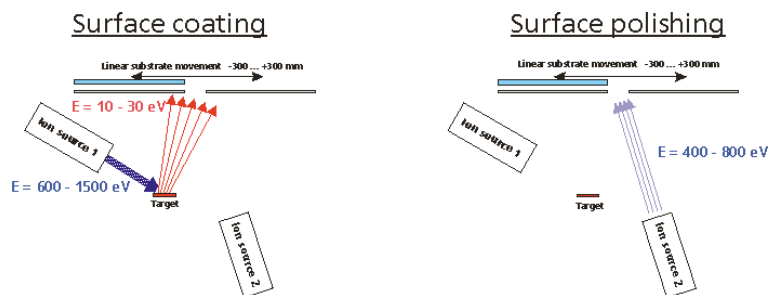 Surface coating
Linear substrate movement -300 ... +300 mm
E = 10 - 30 eV
Ion source 1
E = 600 - 1500 eV
Target
Ion source 2
Surface polishing
Linear substrate movement -300 ... +300 mm
Ion source 1
E = 400 - 800 eV
Target
Ion source 2